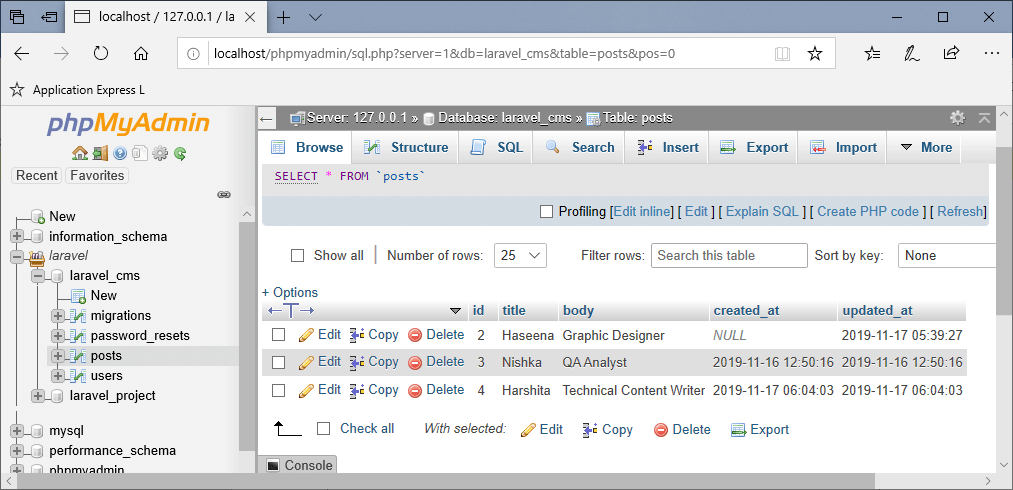 localhost / 127.0.0.1 / la
localhost/phpmyadmin/sql.php?server=1&db=laravel_cms&table=posts&pos=0
Application Express L
phpMyAdmin
Recent Favorites
New
information_schema
laravel
laravel_cms
New
migrations
password_resets
posts
users
laravel_project
mysql
performance_schema
phpmyadmin
Server: 127.0.0.1 » Database: laravel_cms » Table: posts
Browse Structure SQL Search Insert Export Import More
SELECT * FROM `posts`
Profiling [Edit inline] [ Edit ] [ Explain SQL ] [ Create PHP code ] [ Refresh]
Show all Number of rows: 25 Filter rows: Search this table Sort by key: None
+ Options
id title body created_at updated_at
Edit Copy Delete 2 Haseena Graphic Designer NULL 2019-11-17 05:39:27
Edit Copy Delete 3 Nishka QA Analyst 2019-11-16 12:50:16 2019-11-16 12:50:16
Edit Copy Delete 4 Harshita Technical Content Writer 2019-11-17 06:04:03 2019-11-17 06:04:03
Check all With selected: Edit Copy Delete Export
Console